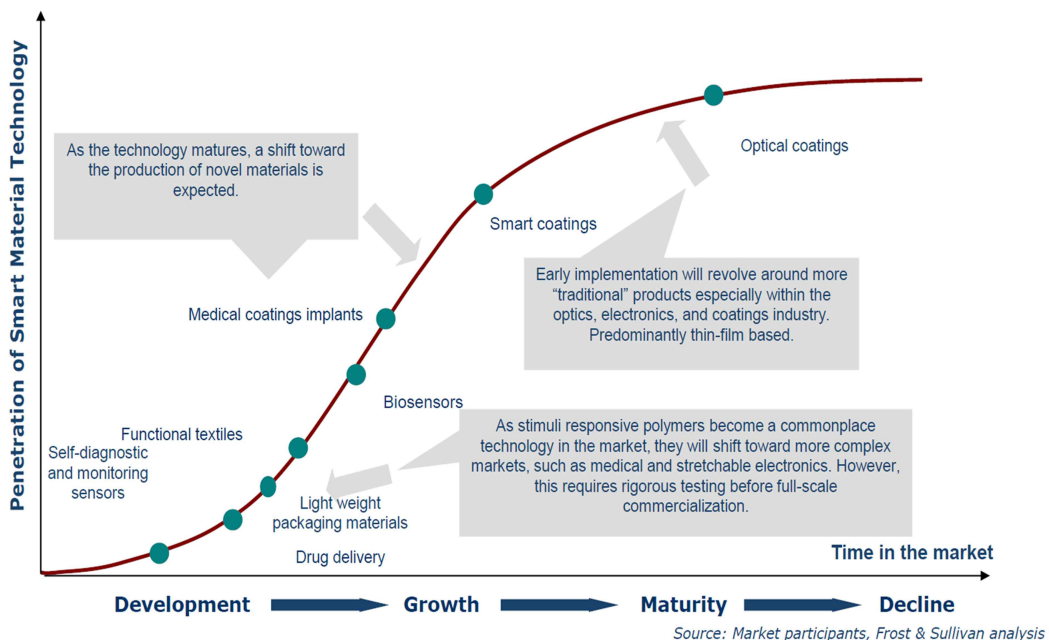 Penetration of Smart Material Technology
As the technology matures, a shift toward
the production of novel materials is
expected.
Optical coatings
Smart coatings
Early implementation will revolve around more
“traditional” products especially within the
optics, electronics, and coatings industry.
Predominantly thin-film based.
Medical coatings implants
Biosensors
As stimuli responsive polymers become a commonplace
technology in the market, they will shift toward more complex
markets, such as medical and stretchable electronics. However,
this requires rigorous testing before full-scale
commercialization.
Functional textiles
Self-diagnostic
and monitoring
sensors
Light weight
packaging materials
Drug delivery
Time in the market
Development
Growth
Maturity
Decline
Source: Market participants, Frost & Sullivan analysis